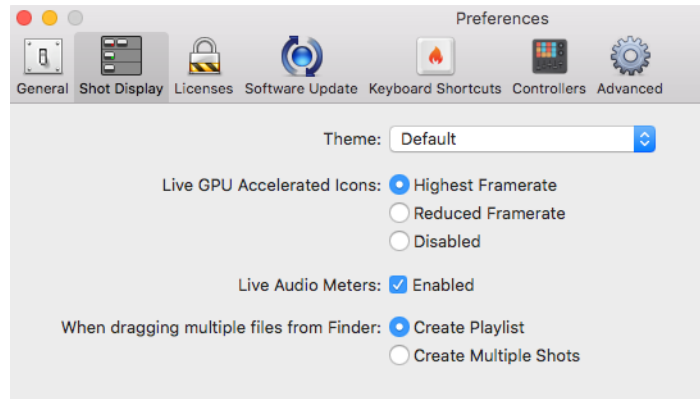 Preferences
General Shot Display Licenses Software Update Keyboard Shortcuts Controllers Advanced
Theme: Default
Live GPU Accelerated Icons: Highest Framerate
Reduced Framerate
Disabled
Live Audio Meters: Enabled
When dragging multiple files from Finder: Create Playlist
Create Multiple Shots